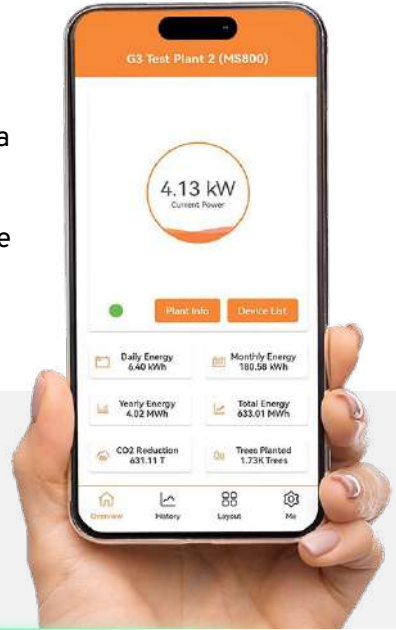 G3 Test Plant 2 (MS800)
a
4.13 kW
Current Power
e
Plant Info
Device List
Daily Energy
6.40 kWh
Monthly Energy
180.58 kWh
Yearly Energy
4.02 MWh
Total Energy
633.01 MWh
CO2 Reduction
631.11 T
Trees Planted
1.73K Trees
Overview
History
Layout
Me